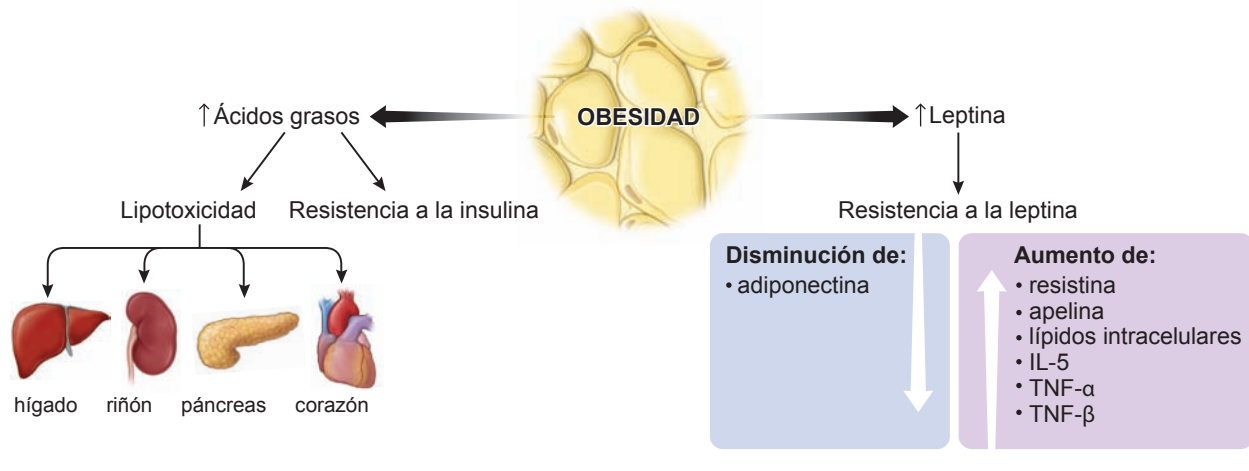 OBESIDAD
↑Ácidos grasos
Lipotoxicidad
Resistencia a la insulina
hígado
riñón
páncreas
corazón
↑Leptina
Resistencia a la leptina
Disminución de:
• adiponectina
Aumento de:
• resistina
• apelina
• lípidos intracelulares
• IL-5
• TNF-α
• TNF-β